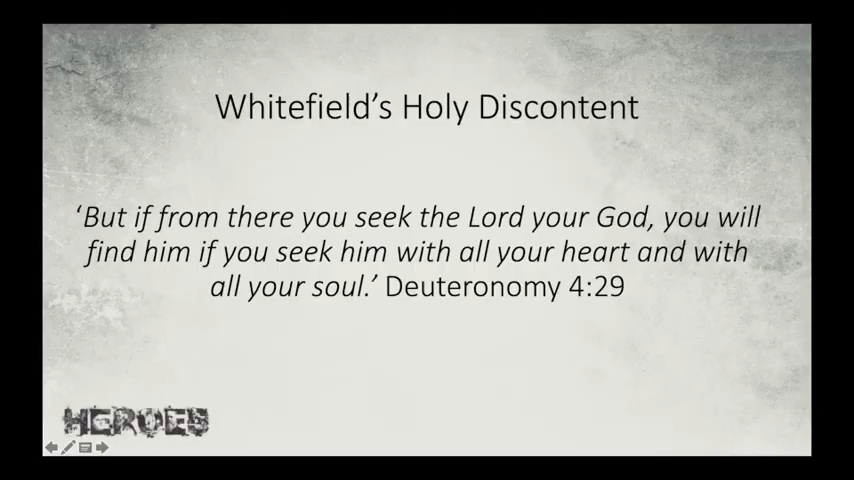 Whitefield’s Holy Discontent
‘But if from there you seek the Lord your God, you will
find him if you seek him with all your heart and with
all your soul.’ Deuteronomy 4:29
HEROES